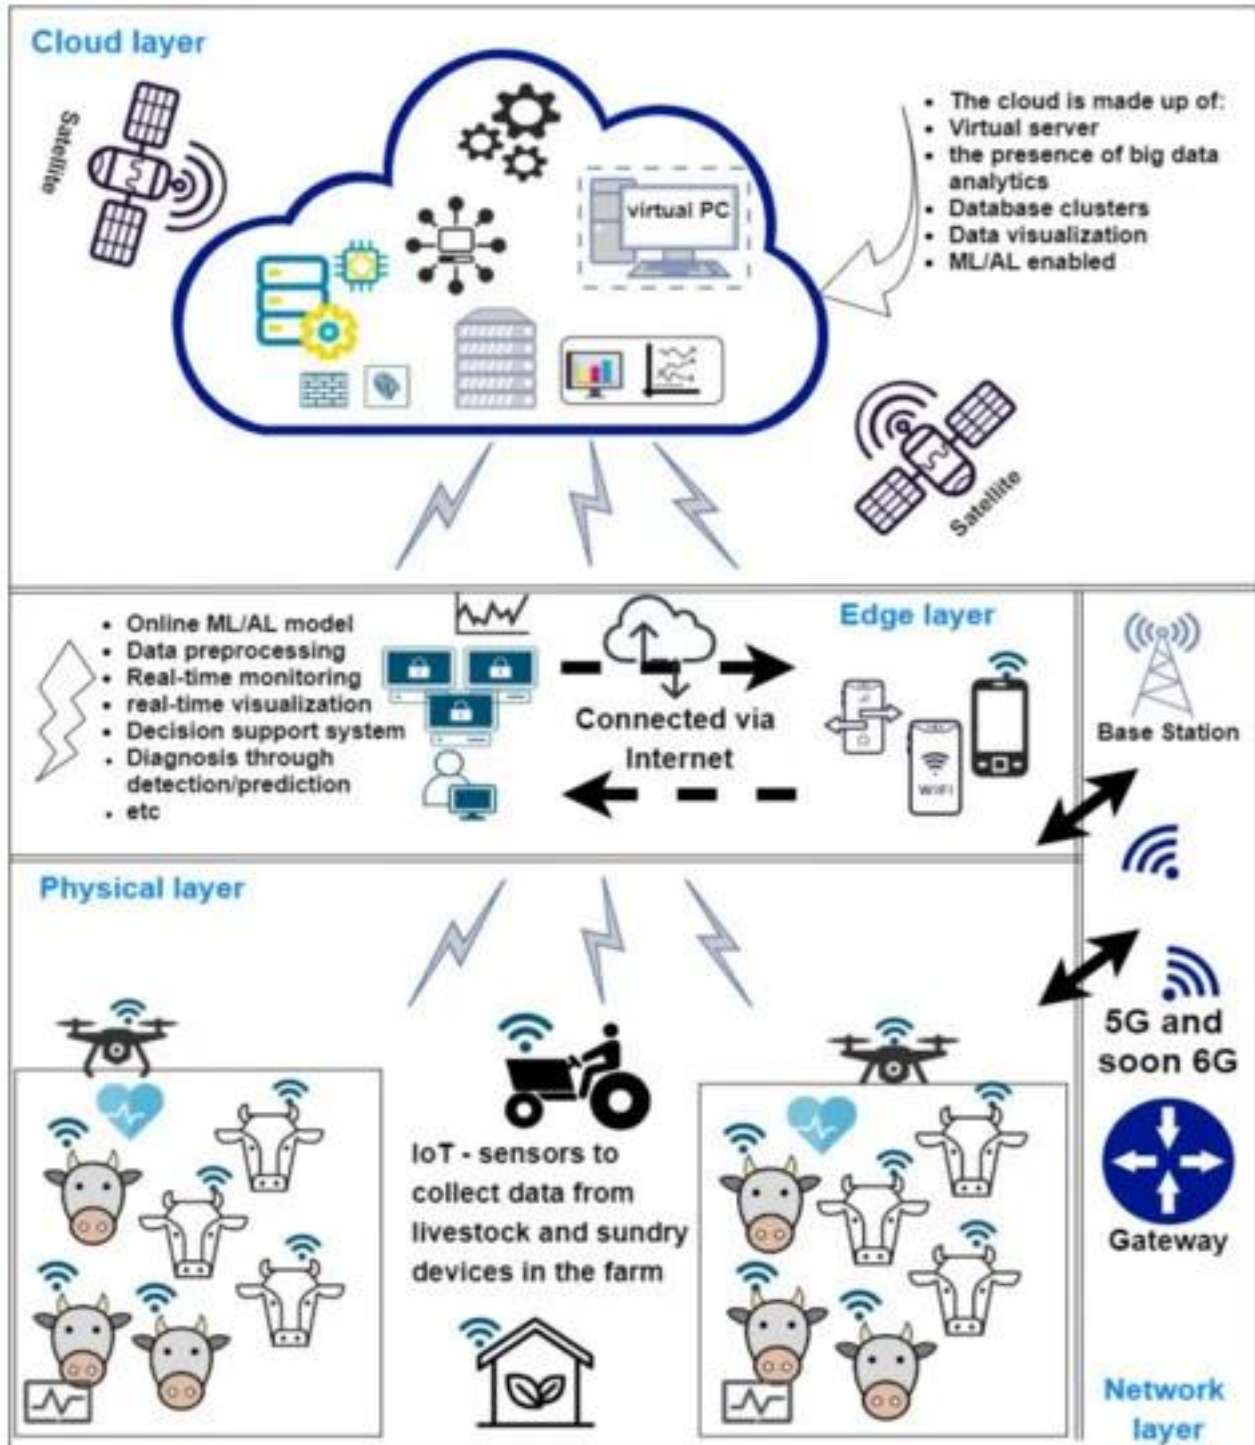 Cloud layer
Satellite
virtual PC
• The cloud is made up of:
• Virtual server
• the presence of big data
analytics
• Database clusters
• Data visualization
• ML/AL enabled
Satellite
• Online ML/AL model
• Data preprocessing
• Real-time monitoring
• real-time visualization
• Decision support system
• Diagnosis through
detection/prediction
• etc
Connected via
Internet
Edge layer
WIFI
Base Station
Physical layer
IoT - sensors to
collect data from
livestock and sundry
devices in the farm
5G and
soon 6G
Gateway
Network
layer